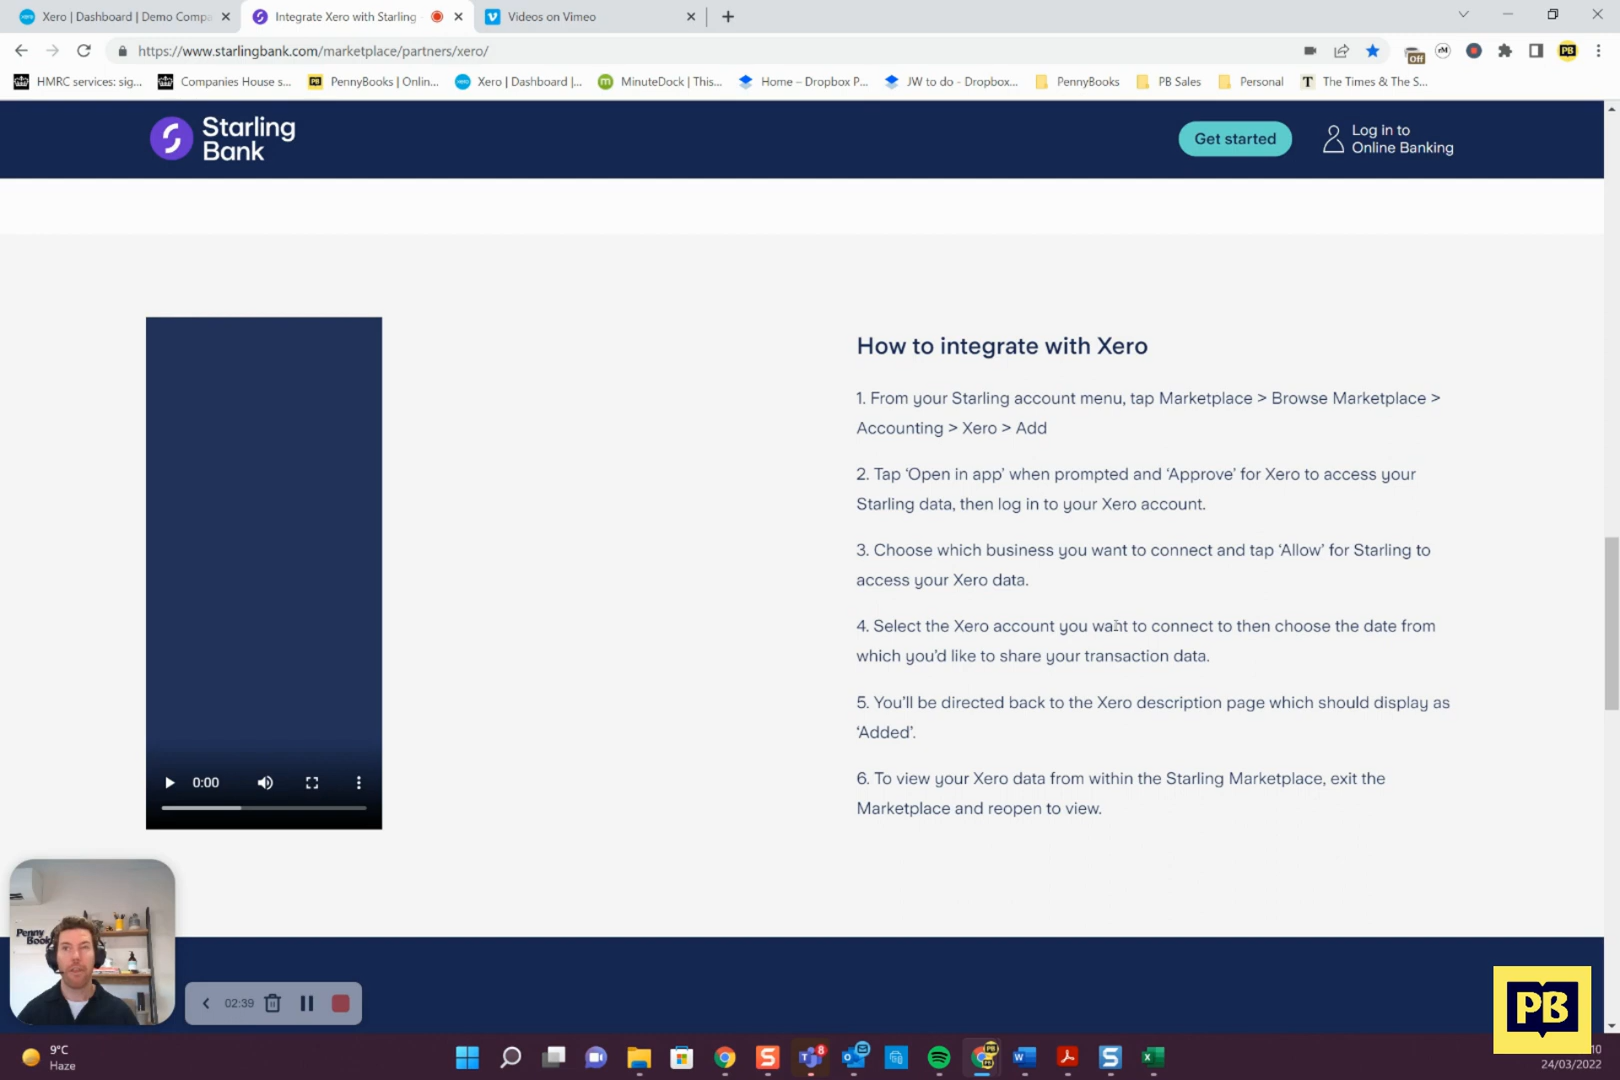 Xero | Dashboard | Demo Compa
Integrate Xero with Starling
Videos on Vimeo
https://www.starlingbank.com/marketplace/partners/xero/
Off
PB
HMRC services: sig...
Companies House s...
PennyBooks | Onlin...
Xero | Dashboard |...
MinuteDock | This...
Home – Dropbox P...
JW to do - Dropbox...
PennyBooks
PB Sales
Personal
The Times & The S...
Starling
Bank
Get started
Log in to
Online Banking
How to integrate with Xero
1. From your Starling account menu, tap Marketplace > Browse Marketplace >
Accounting > Xero > Add
2. Tap ‘Open in app’ when prompted and ‘Approve’ for Xero to access your
Starling data, then log in to your Xero account.
3. Choose which business you want to connect and tap ‘Allow’ for Starling to
access your Xero data.
4. Select the Xero account you want to connect to then choose the date from
which you’d like to share your transaction data.
5. You’ll be directed back to the Xero description page which should display as
‘Added’.
6. To view your Xero data from within the Starling Marketplace, exit the
Marketplace and reopen to view.
0:00
Penny
02:39
PB
9°C
Haze
24/03/2022